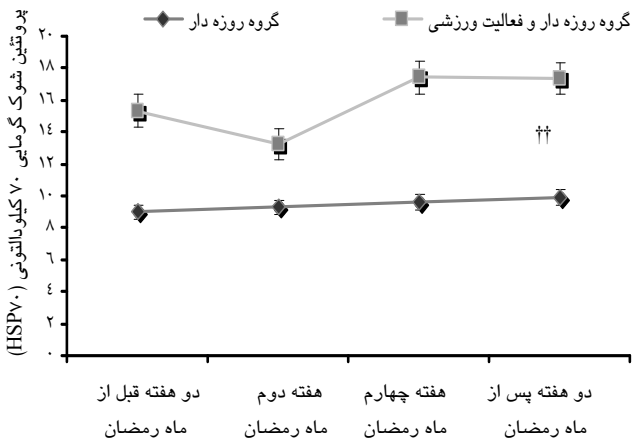 گروه روزه دار
گروه روزه دار و فعالیت ورزشی
پروتئین شوک گرمایی ۷۰ کیلودالتونی (HSP۷۰)
۲۰
۱۸
۱۶
۱۴
۱۲
۱۰
۸
۶
۴
۲
۰
††
دو هفته قبل از
ماه رمضان
هفته دوم
ماه رمضان
هفته چهارم
ماه رمضان
دو هفته پس از
ماه رمضان